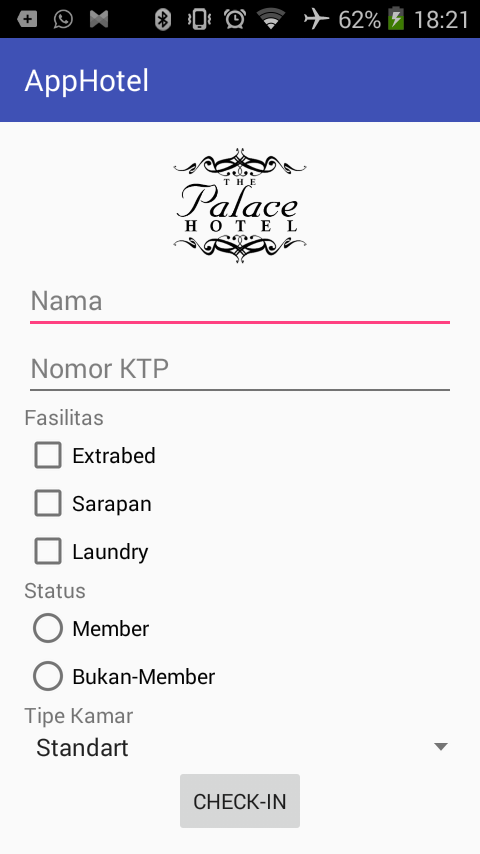 62% 18:21
AppHotel
THE
Palace
HOTEL
Nama
Nomor KTP
Fasilitas
Extrabed
Sarapan
Laundry
Status
Member
Bukan-Member
Tipe Kamar
Standart
CHECK-IN